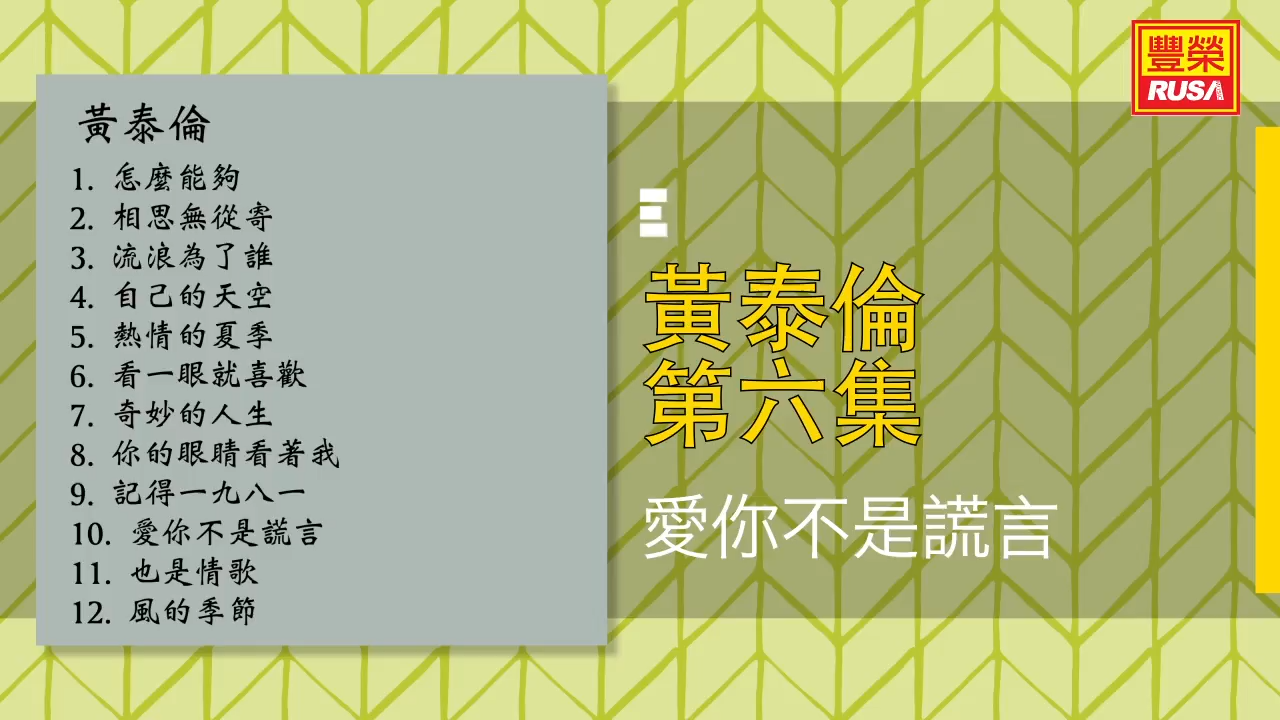 黃泰倫
1. 怎麼能夠
2. 相思無從寄
3. 流浪為了誰
4. 自己的天空
5. 熱情的夏季
6. 看一眼就喜歡
7. 奇妙的人生
8. 你的眼睛看著我
9. 記得一九八一
10. 愛你不是謊言
11. 也是情歌
12. 風的季節
豐榮
RUSA
黃泰倫
第六集
愛你不是謊言